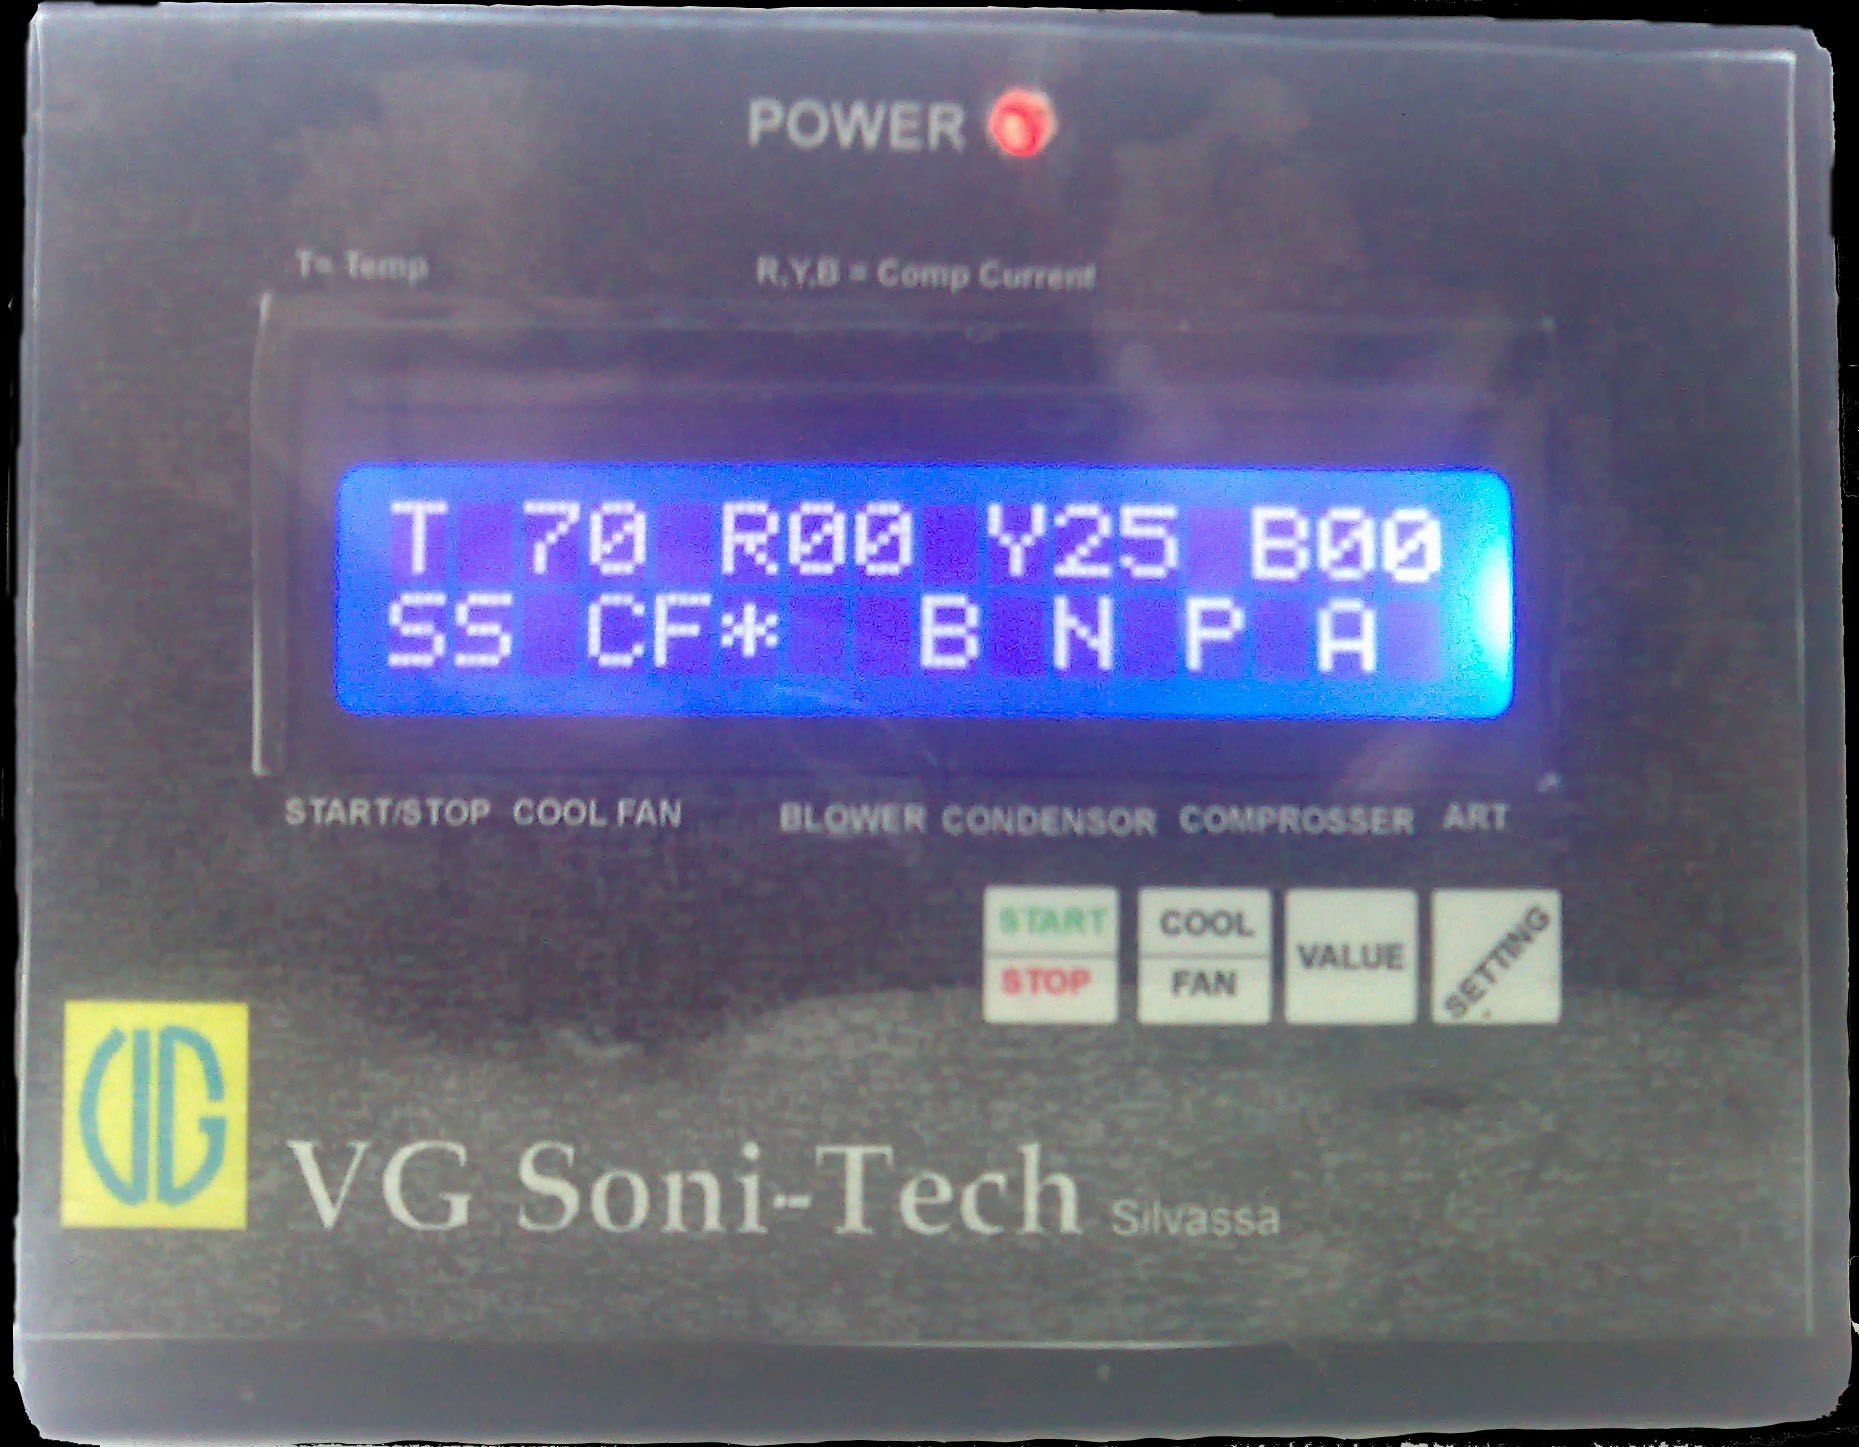 POWER
T= Temp
R,Y,B = Comp Current
T 70 R00 Y25 B00
SS CF* B N P A
START/STOP COOL FAN BLOWER CONDENSOR COMPROSSER ART
START
STOP
COOL
FAN
VALUE
SETTING
VG
VG Soni-Tech Silvassa